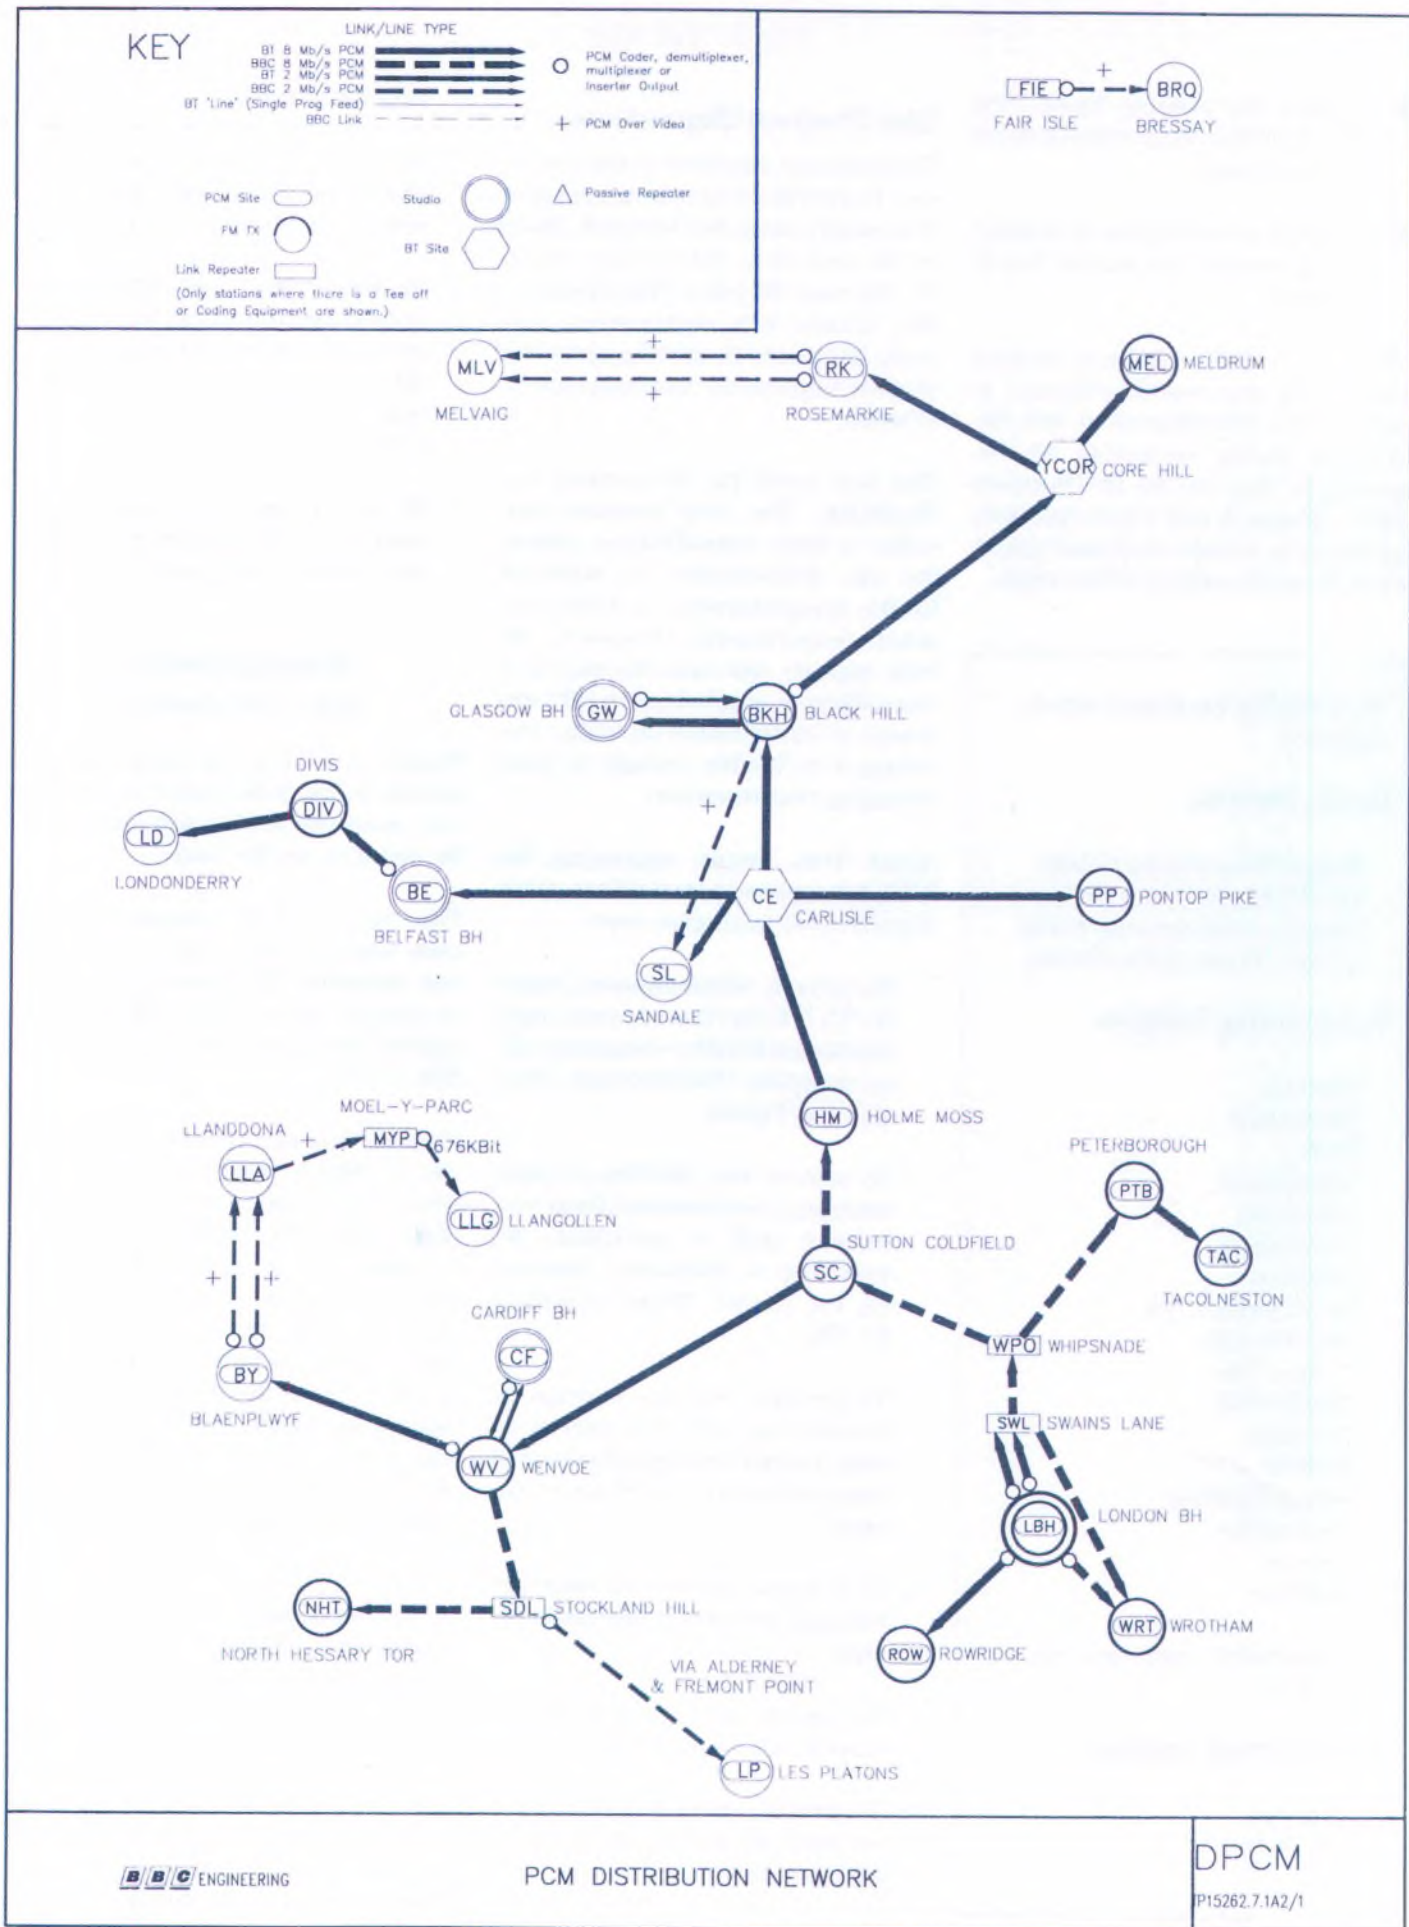 KEY
LINK/LINE TYPE
BT 8 Mb/s PCM
BBC 8 Mb/s PCM
BT 2 Mb/s PCM
BBC 2 Mb/s PCM
BT 'Line' (Single Prog Feed)
BBC Link
PCM Coder, demultiplexer,
multiplexer or
Inserter Output
+ PCM Over Video
PCM Site
Studio
Passive Repeater
FM TX
BT Site
Link Repeater
(Only stations where there is a Tee off
or Coding Equipment are shown.)
FIE
+
BRQ
FAIR ISLE
BRESSAY
MLV
+
+
RK
MEL
MELDRUM
MELVAIG
ROSEMARKIE
YCOR
CORE HILL
GLASGOW BH
GW
BKH
BLACK HILL
DIVIS
DIV
+
LD
LONDONDERRY
BE
BELFAST BH
CE
CARLISLE
PP
PONTOP PIKE
SL
SANDALE
MOEL-Y-PARC
HM
HOLME MOSS
LLANDDONA
+
MYP
676KBit
PETERBOROUGH
LLA
PTB
LLG
LLANGOLLEN
SUTTON COLDFIELD
TAC
TACOLNESTON
+
+
SC
CARDIFF BH
CF
WPO
WHIPSNADE
BY
BLAENPLWYF
SWL
SWAINS LANE
WV
WENVOE
LBH
LONDON BH
NHT
SDL
STOCKLAND HILL
WRT
WROTHAM
NORTH HESSARY TOR
ROW
ROWRIDGE
VIA ALDERNEY
& FREMONT POINT
LP
LES PLATONS
BBC ENGINEERING
PCM DISTRIBUTION NETWORK
DPCM
TP15262.7.1A2/1